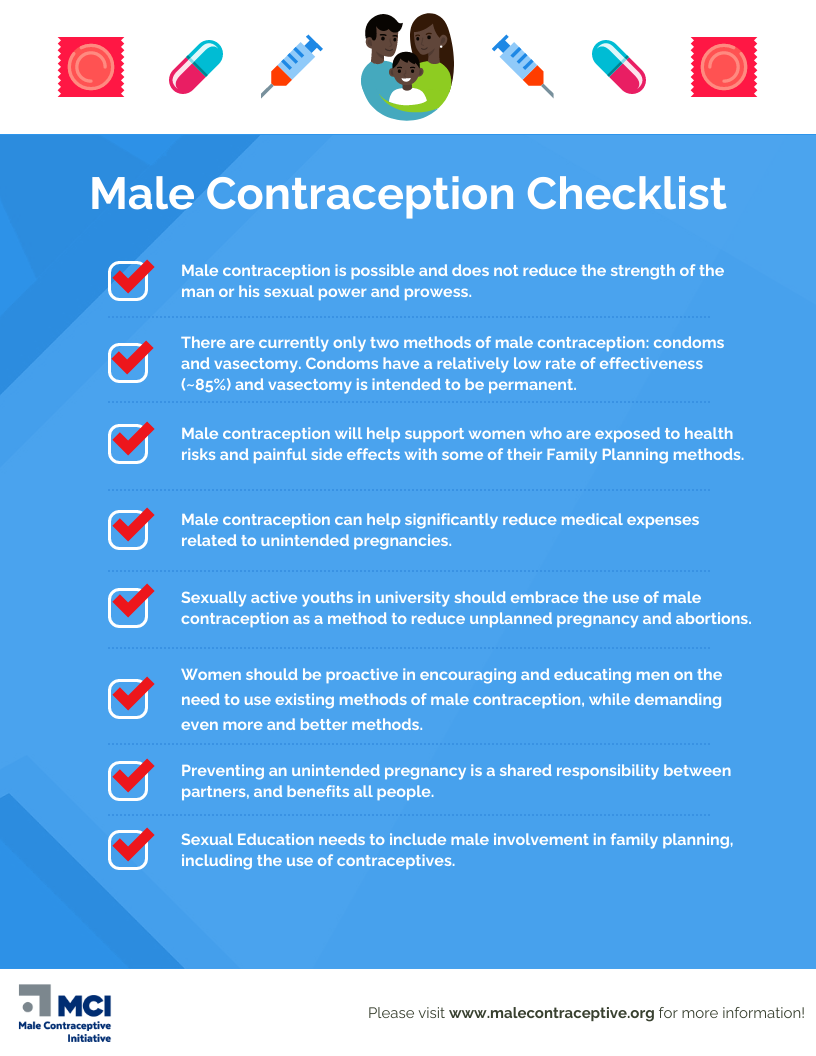 Male Contraception Checklist
Male contraception is possible and does not reduce the strength of the
man or his sexual power and prowess.
There are currently only two methods of male contraception: condoms
and vasectomy. Condoms have a relatively low rate of effectiveness
(~85%) and vasectomy is intended to be permanent.
Male contraception will help support women who are exposed to health
risks and painful side effects with some of their Family Planning methods.
Male contraception can help significantly reduce medical expenses
related to unintended pregnancies.
Sexually active youths in university should embrace the use of male
contraception as a method to reduce unplanned pregnancy and abortions.
Women should be proactive in encouraging and educating men on the
need to use existing methods of male contraception, while demanding
even more and better methods.
Preventing an unintended pregnancy is a shared responsibility between
partners, and benefits all people.
Sexual Education needs to include male involvement in family planning,
including the use of contraceptives.
MCI
Male Contraceptive
Initiative
Please visit www.malecontraceptive.org for more information!